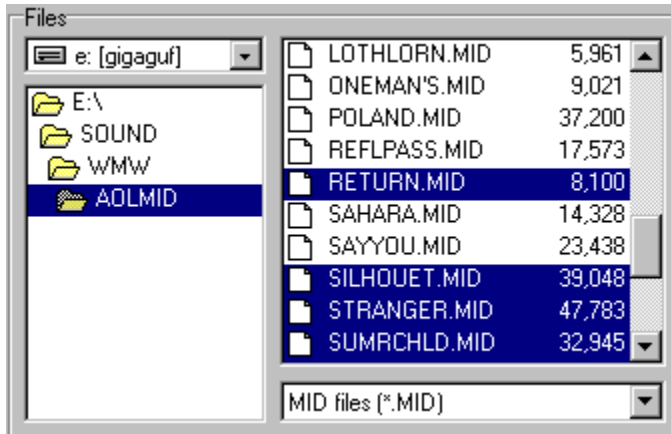 Files
e: [gigaguf]
E:\
SOUND
WMW
AOLMID
LOTHLORN.MID 5,961
ONEMAN'S.MID 9,021
POLAND.MID 37,200
REFLPASS.MID 17,573
RETURN.MID 8,100
SAHARA.MID 14,328
SAYYOU.MID 23,438
SILHOUET.MID 39,048
STRANGER.MID 47,783
SUMRCHLD.MID 32,945
MID files (*.MID)